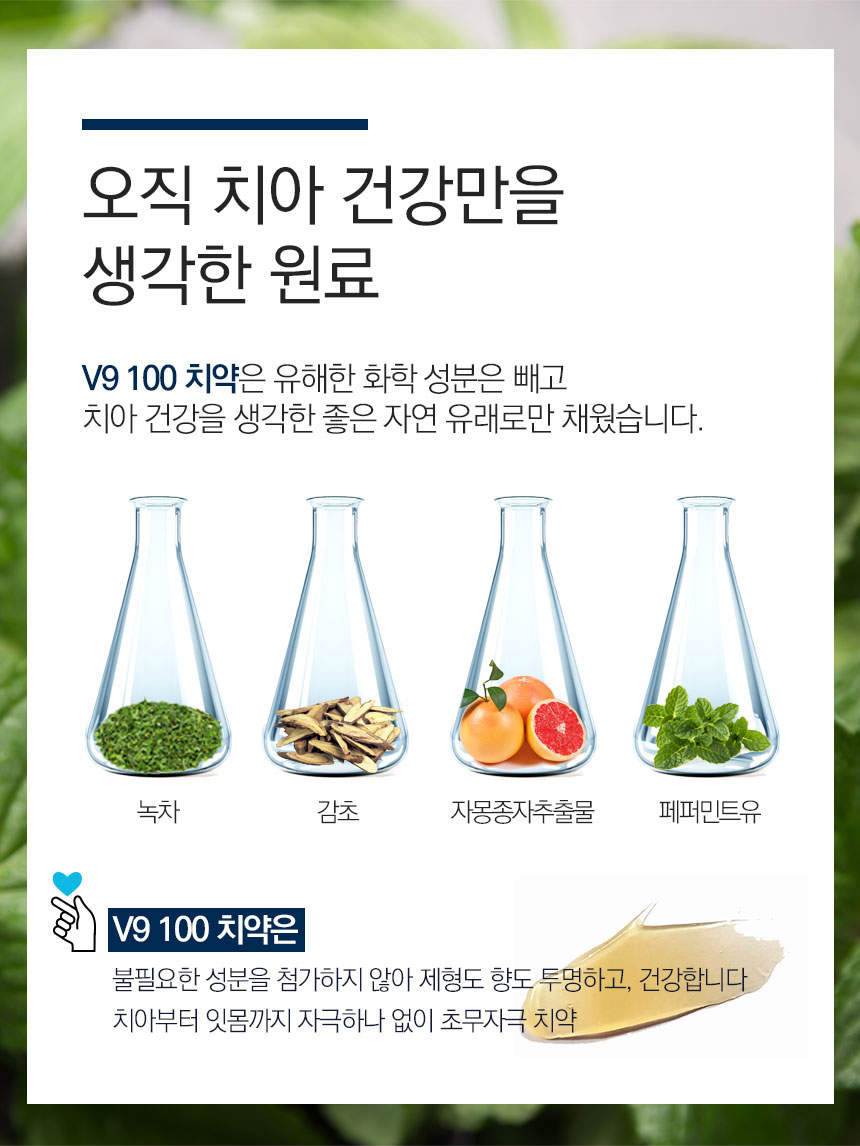 오직 치아 건강만을
생각한 원료
V9 100 치약은 유해한 화학 성분은 빼고
치아 건강을 생각한 좋은 자연 유래로만 채웠습니다.
녹차
감초
자몽종자추출물
페퍼민트유
V9 100 치약은
불필요한 성분을 첨가하지 않아 제형도 향도 투명하고, 건강합니다
치아부터 잇몸까지 자극하나 없이 초무자극 치약